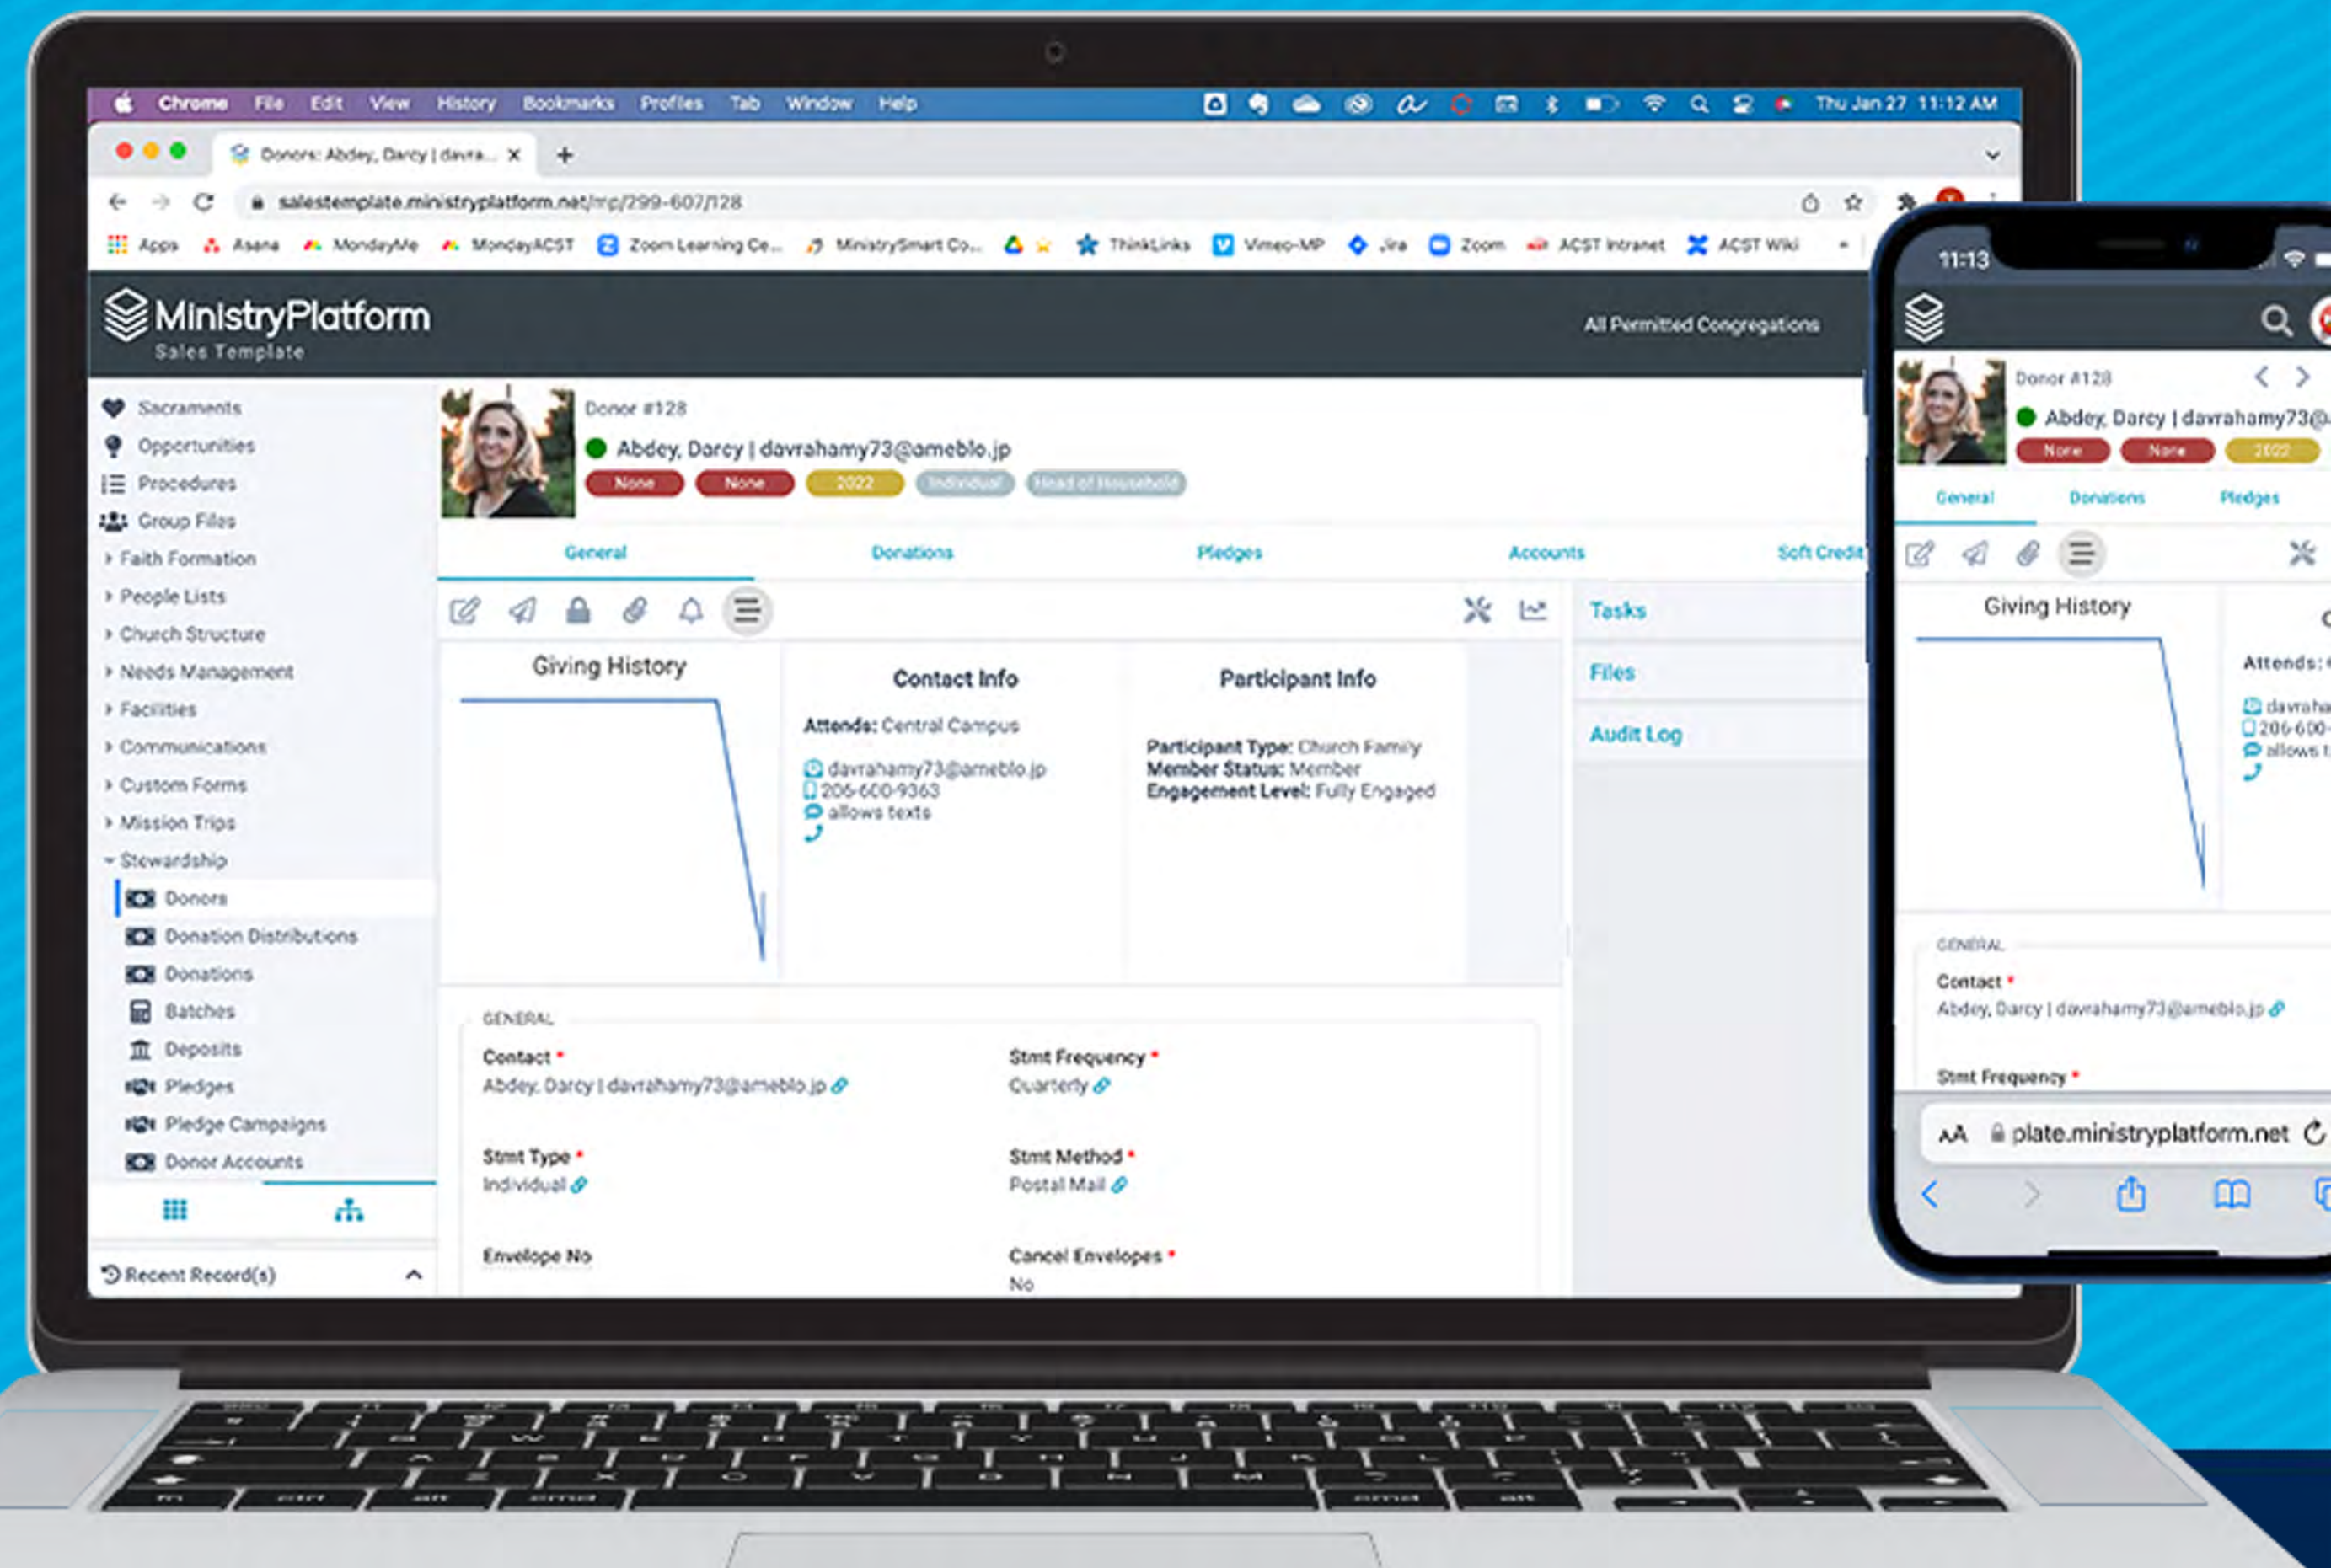 Chrome File Edit View History Bookmarks Profiles Tab Window Help Thu Jan 27 11:12 AM
Donors: Abdey, Darcy | davra...
salestemplate.ministryplatform.net/mp/299-607/128
Apps Asana MondayMe MondayACST Zoom Learning Ce... MinistrySmart Co... ThinkLinks Vimeo-MP Jira Zoom ACST Intranet ACST Wiki
MinistryPlatform
Sales Template
All Permitted Congregations
Sacraments
Opportunities
Procedures
Group Files
Faith Formation
People Lists
Church Structure
Needs Management
Facilities
Communications
Custom Forms
Mission Trips
Stewardship
Donors
Donation Distributions
Donations
Batches
Deposits
Pledges
Pledge Campaigns
Donor Accounts
Recent Record(s)
Donor #128
Abdey, Darcy | davrahamy73@ameblo.jp
None None 2022 Individual Head of Household
General Donations Pledges Accounts Soft Credit
Giving History
Contact Info
Attends: Central Campus
davrahamy73@ameblo.jp
206-600-9363
allows texts
Participant Info
Participant Type: Church Family
Member Status: Member
Engagement Level: Fully Engaged
Tasks
Files
Audit Log
GENERAL
Contact *
Abdey, Darcy | davrahamy73@ameblo.jp
Stmt Frequency *
Quarterly
Stmt Type *
Individual
Stmt Method *
Postal Mail
Envelope No
Cancel Envelopes *
No
11:13
Donor #128
Abdey, Darcy | davrahamy73@
None None 2022
General Donations Pledges
Giving History
Attends:
davraha
206-600-
allows t
GENERAL
Contact *
Abdey, Darcy | davrahamy73@ameblo.jp
Stmt Frequency *
AA plate.ministryplatform.net